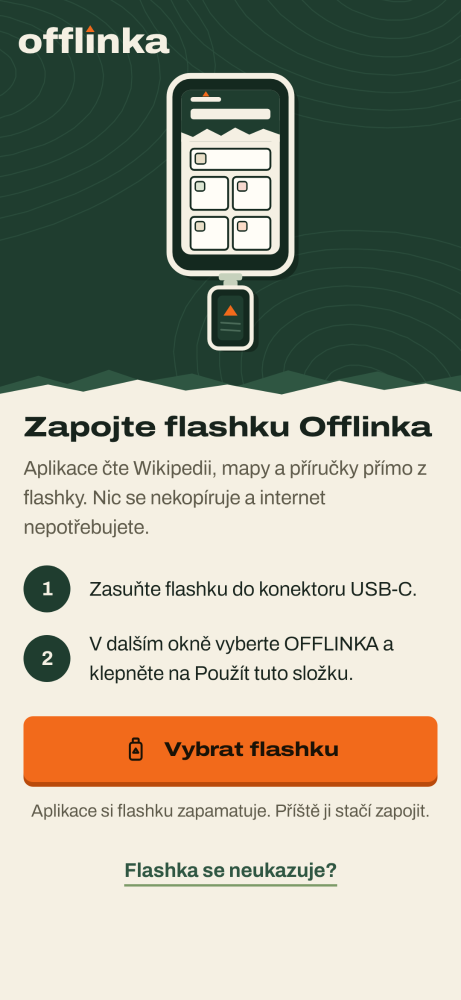 offlinka
Zapojte flashku Offlinka
Aplikace čte Wikipedii, mapy a příručky přímo z
flashky. Nic se nekopíruje a internet
nepotřebujete.
1
Zasuňte flashku do konektoru USB-C.
2
V dalším okně vyberte OFFLINKA a
klepněte na Použít tuto složku.
Vybrat flashku
Aplikace si flashku zapamatuje. Příště ji stačí zapojit.
Flashka se neukazuje?